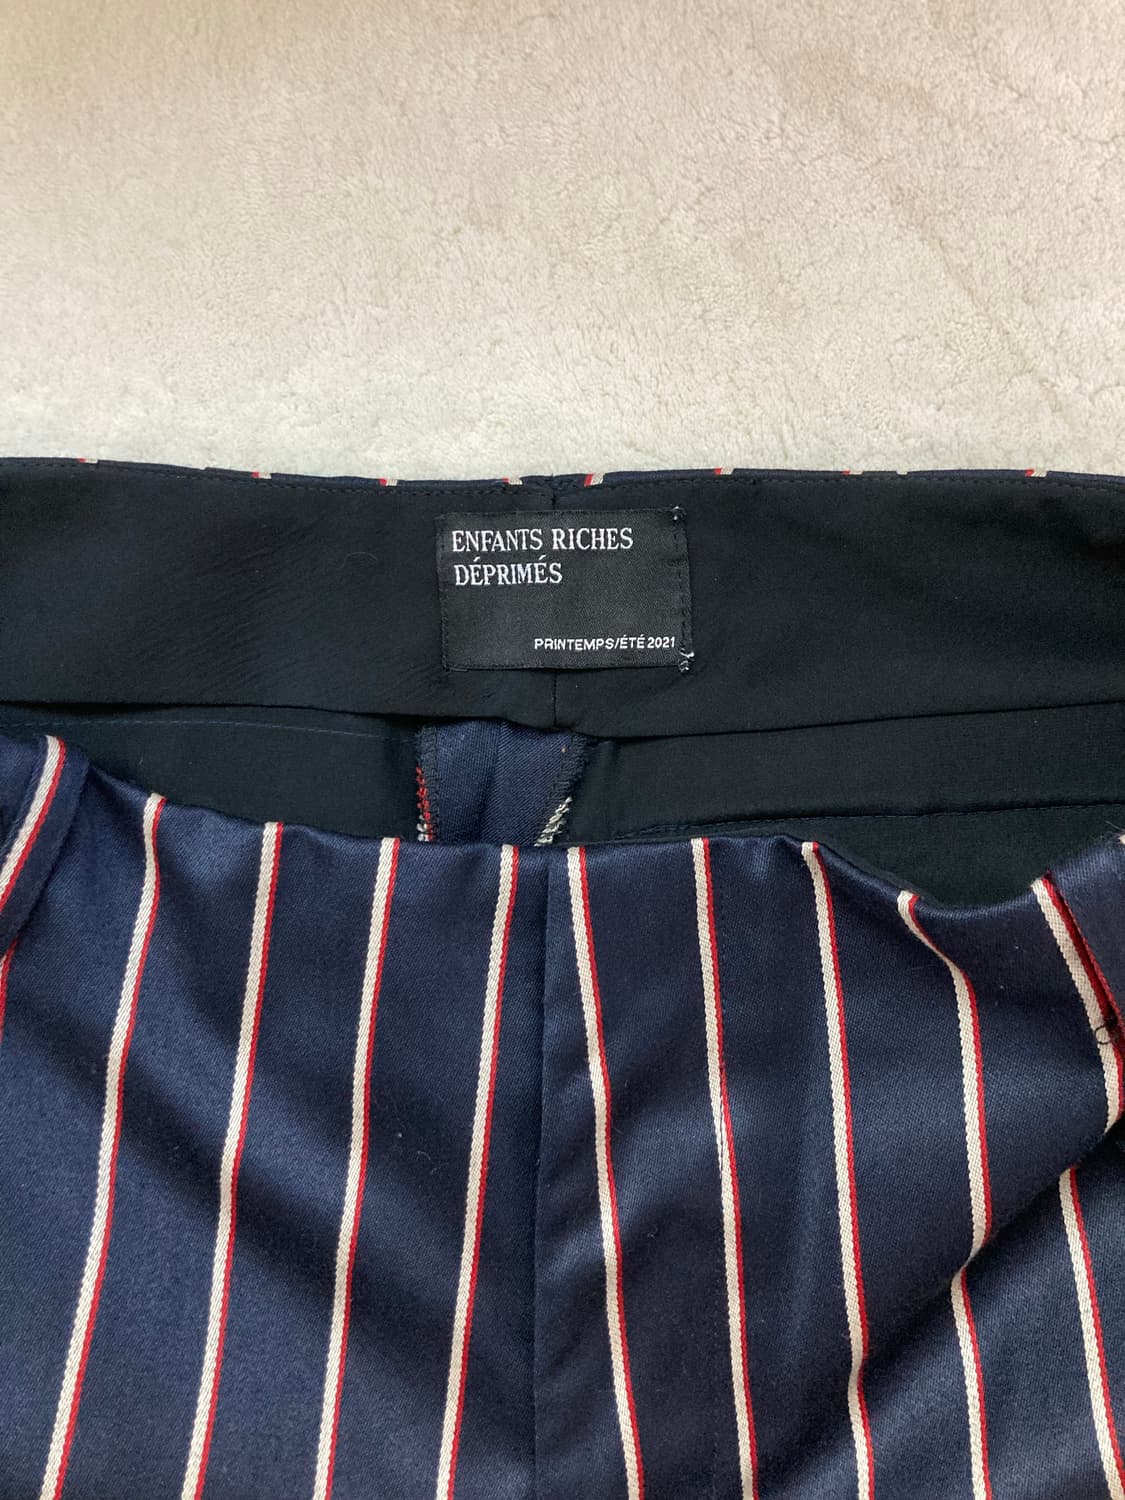 ENFANTS RICHES
DÉPRIMÉS
PRINTEMPS/ÉTÉ 2021